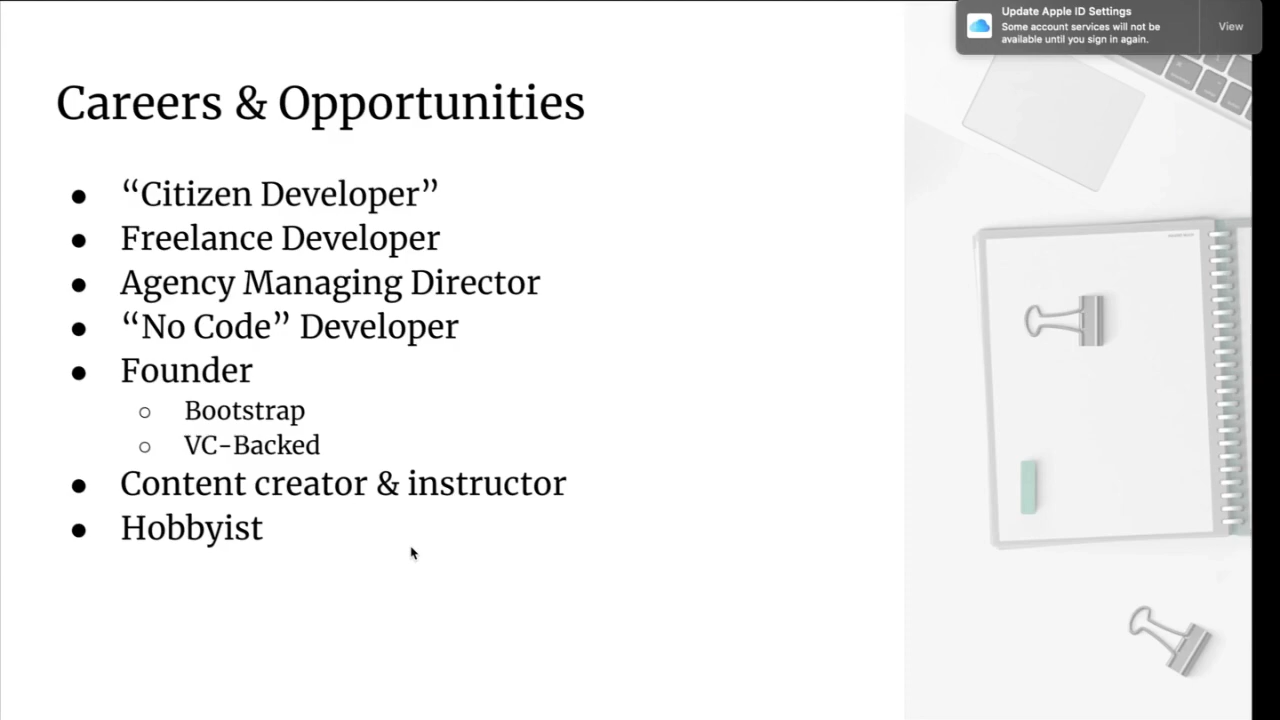 Update Apple ID Settings
Some account services will not be
available until you sign in again.
View
Careers & Opportunities
● “Citizen Developer”
● Freelance Developer
● Agency Managing Director
● “No Code” Developer
● Founder
○ Bootstrap
○ VC-Backed
● Content creator & instructor
● Hobbyist